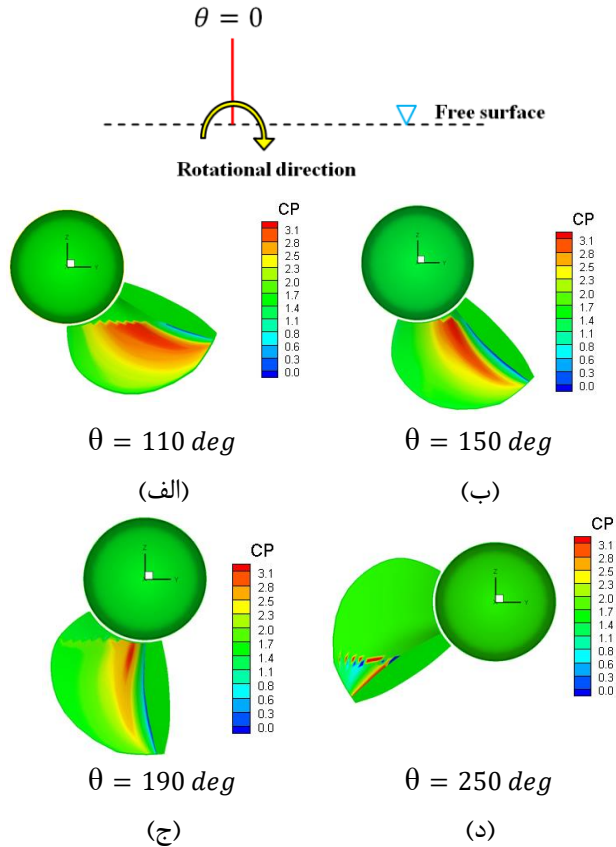 θ = 0
Free surface
Rotational direction
CP
3.1
2.8
2.5
2.3
2.0
1.7
1.4
1.1
0.8
0.6
0.3
0.0
Z
Y
θ = 110 deg
(الف)
CP
3.1
2.8
2.5
2.3
2.0
1.7
1.4
1.1
0.8
0.6
0.3
0.0
Z
Y
θ = 150 deg
(ب)
CP
3.1
2.8
2.5
2.3
2.0
1.7
1.4
1.1
0.8
0.6
0.3
0.0
Z
Y
θ = 190 deg
(ج)
CP
3.1
2.8
2.5
2.3
2.0
1.7
1.4
1.1
0.8
0.6
0.3
0.0
Z
Y
θ = 250 deg
(د)